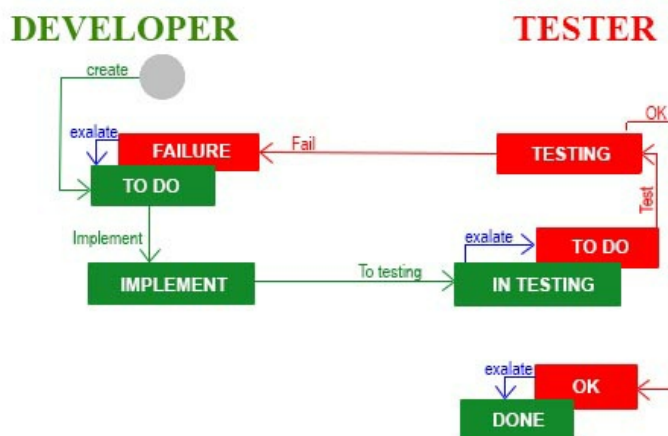 DEVELOPER
TESTER
create
OK
exalate
FAILURE
Fail
TESTING
TO DO
Test
Implement
exalate
TO DO
IMPLEMENT
To testing
IN TESTING
exalate
OK
DONE